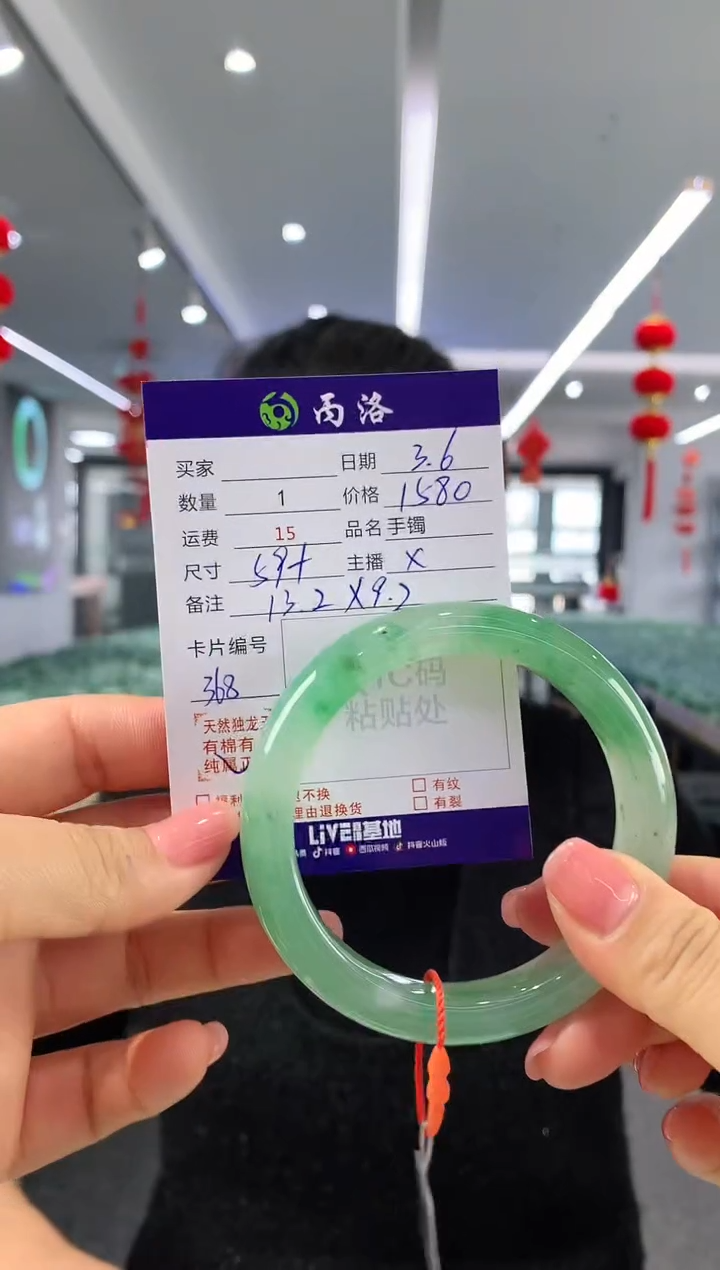 丙洛
买家 日期 3.6
数量 1 价格 1580
运费 15 品名 手镯
尺寸 59+ 主播 X
备注 13.2X9.2
卡片编号
368
粘贴处
天然独龙
有棉有
纯属正
不换 有纹
理由退换货 有裂
LIVE 基地
抖音 西瓜视频 抖音火山版